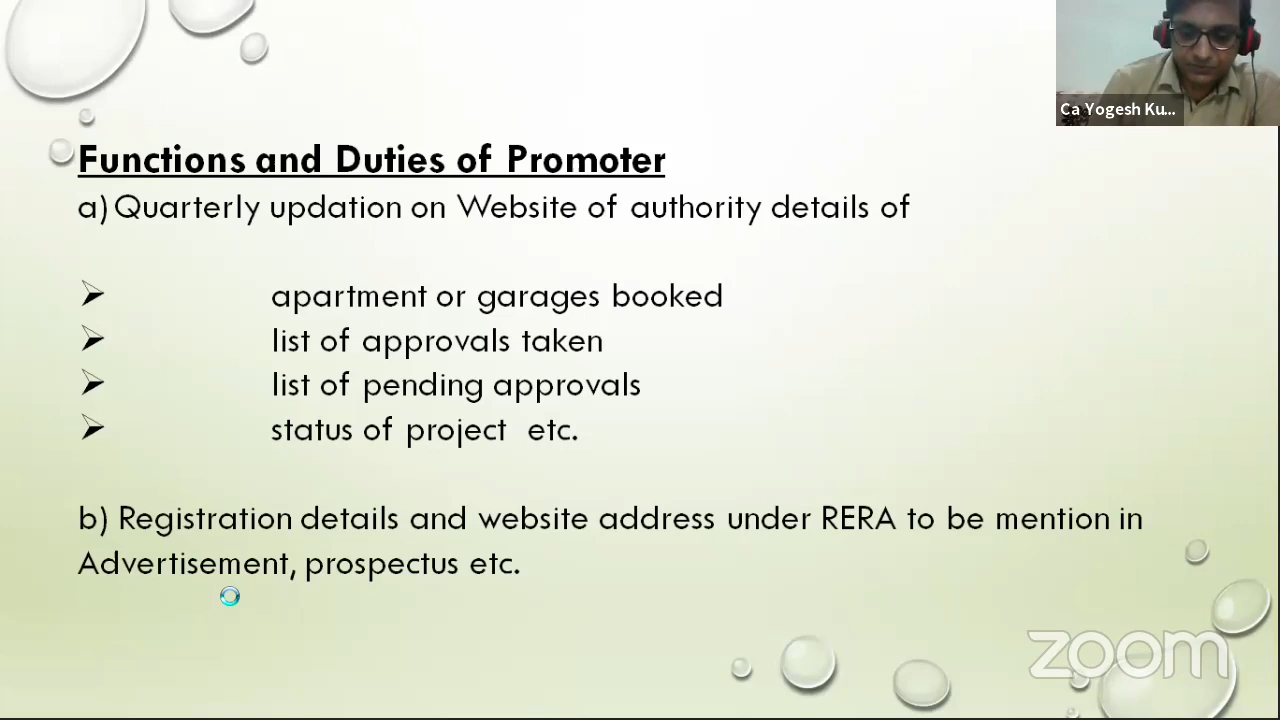 Ca Yogesh Ku...
Functions and Duties of Promoter
a) Quarterly updation on Website of authority details of
➢ apartment or garages booked
➢ list of approvals taken
➢ list of pending approvals
➢ status of project etc.
b) Registration details and website address under RERA to be mention in
Advertisement, prospectus etc.
zoom